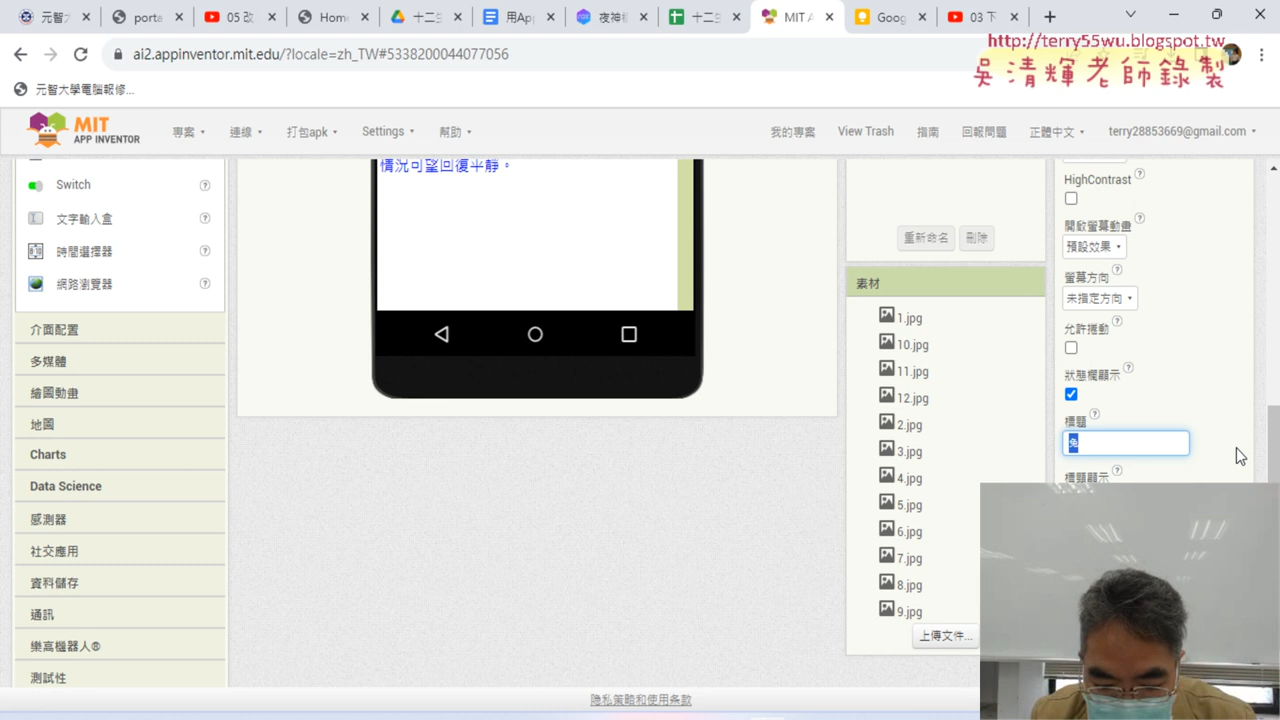 元智大
porta
05 改
Home
十二生
用App
夜神模
十二生
MIT A
Goog
03 下
ai2.appinventor.mit.edu/?locale=zh_TW#5338200044077056
http://terry55wu.blogspot.tw
吳清輝老師錄製
元智大學電腦報修...
MIT
APP INVENTOR
專案
連線
打包apk
Settings
幫助
我的專案
View Trash
指南
回報問題
正體中文
terry28853669@gmail.com
Switch
文字輸入盒
時間選擇器
網路瀏覽器
介面配置
多媒體
繪圖動畫
地圖
Charts
Data Science
感測器
社交應用
資料儲存
通訊
樂高機器人®
測試性
情況可望回復平靜。
重新命名
刪除
素材
1.jpg
10.jpg
11.jpg
12.jpg
2.jpg
3.jpg
4.jpg
5.jpg
6.jpg
7.jpg
8.jpg
9.jpg
上傳文件...
HighContrast
開啟螢幕動畫
預設效果
螢幕方向
未指定方向
允許捲動
狀態欄顯示
標題
兔
標題顯示
隐私策略和使用条款